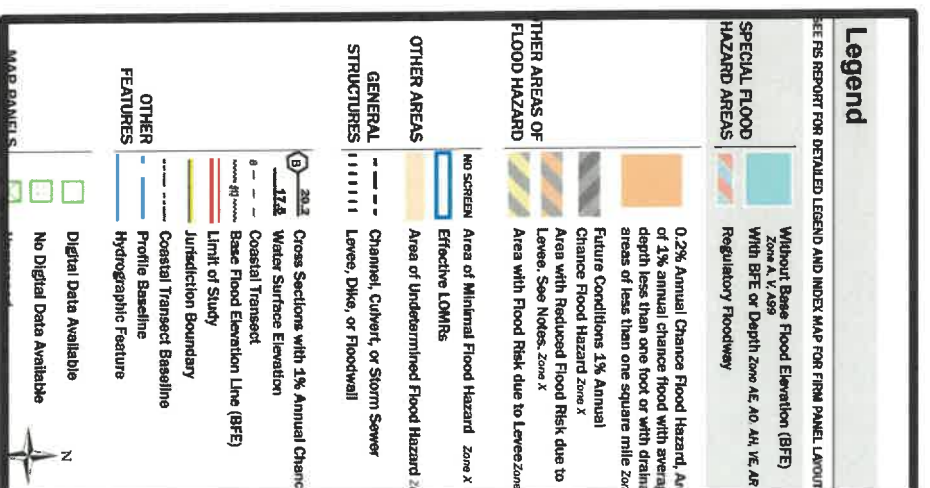 Legend
SEE FIS REPORT FOR DETAILED LEGEND AND INDEX MAP FOR FIRM PANEL LAYOUT
SPECIAL FLOOD
HAZARD AREAS
Without Base Flood Elevation (BFE)
Zone A, V, A99
With BFE or Depth Zone AE, AO, AH, VE, AR
Regulatory Floodway
THER AREAS OF
FLOOD HAZARD
0.2% Annual Chance Flood Hazard,
of 1% annual chance flood with
depth less than one foot or with
areas of less than one square mile
Future Conditions 1% Annual
Chance Flood Hazard Zone X
Area with Reduced Flood Risk due to
Levee. See Notes. Zone X
Area with Flood Risk due to Levee Zone
OTHER AREAS
NO SCREEN Area of Minimal Flood Hazard Zone X
Effective LOMRs
Area of Undetermined Flood Hazard
GENERAL
STRUCTURES
Channel, Culvert, or Storm Sewer
Levee, Dike, or Floodwall
B 20.2 Cross Sections with 1% Annual
17.5 Water Surface Elevation
8 Coastal Transect
Base Flood Elevation Line (BFE)
Limit of Study
Jurisdiction Boundary
OTHER
FEATURES
Coastal Transect Baseline
Profile Baseline
Hydrographic Feature
MAP PANELS
Digital Data Available
No Digital Data Available
N